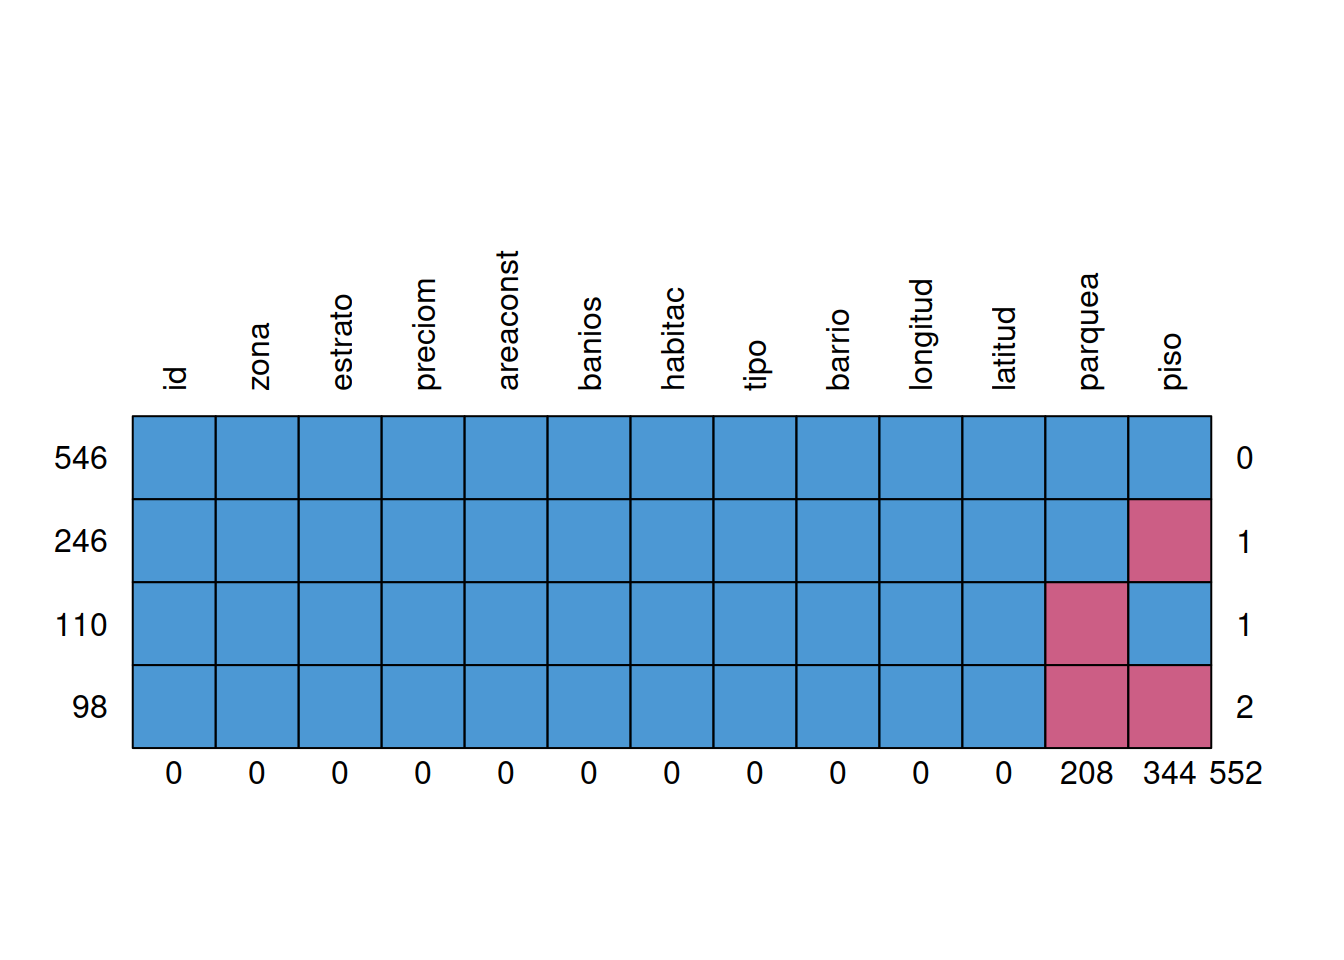 id zona estrato preciom areaconst banios habitac tipo barrio longitud latitud parquea piso
546 0
246 1
110 1
98 2
0 0 0 0 0 0 0 0 0 0 0 208 344 552